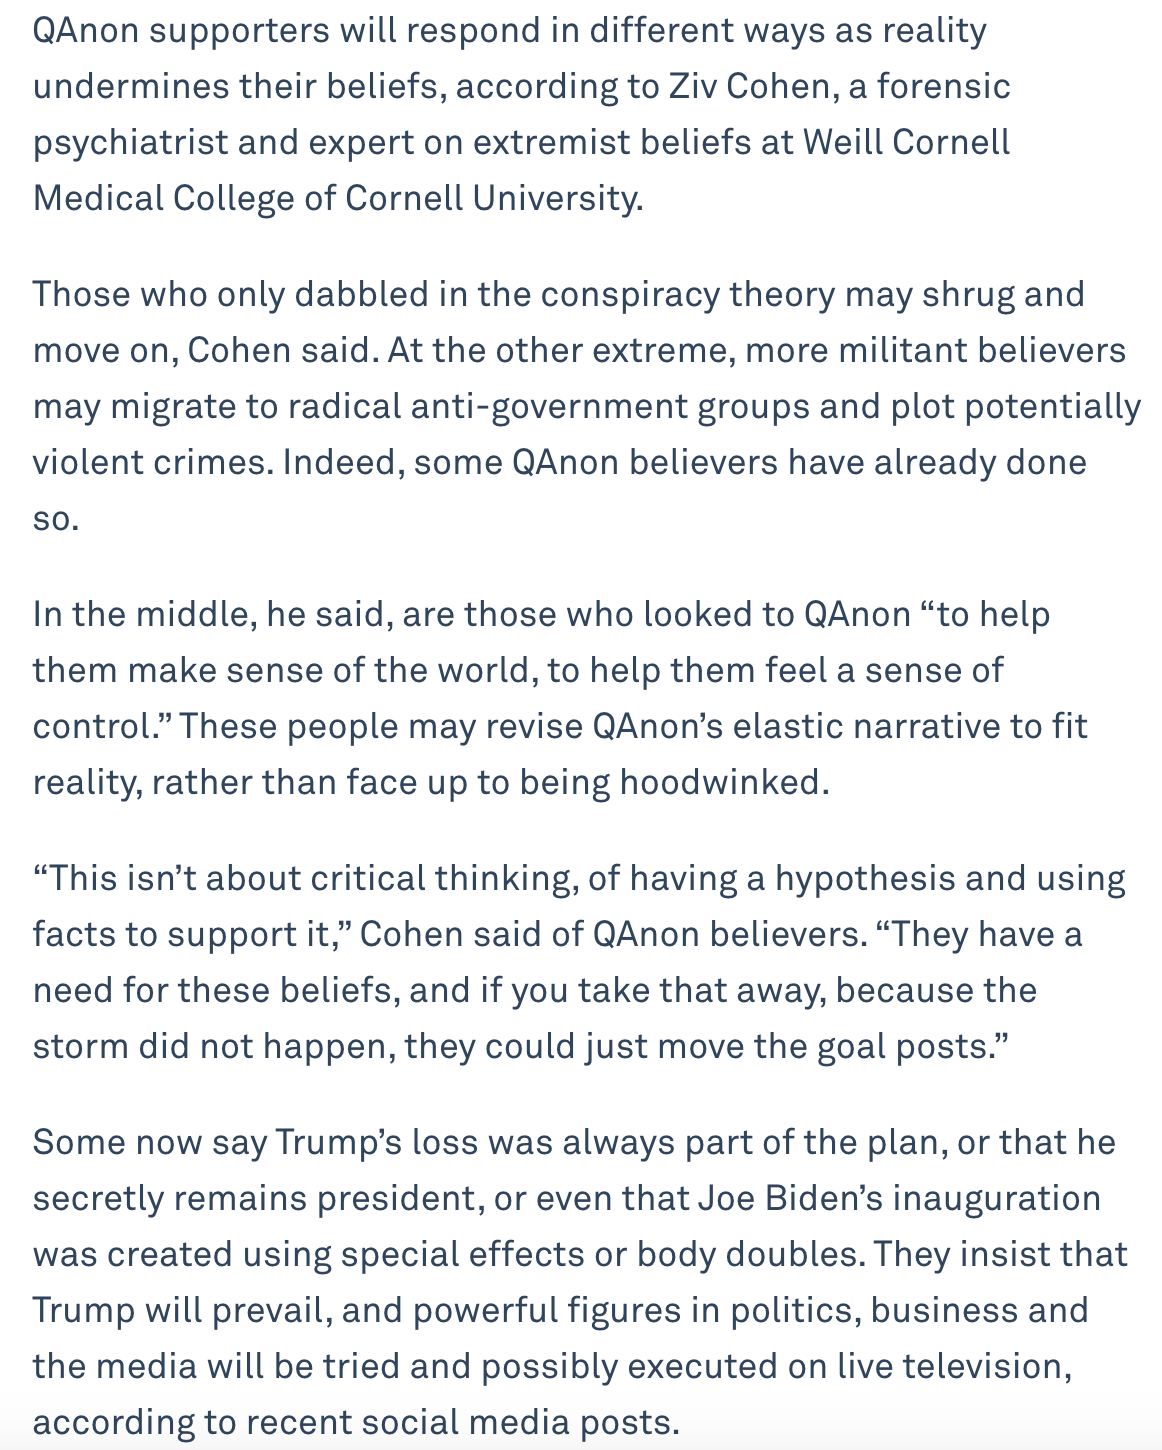 QAnon supporters will respond in different ways as reality
undermines their beliefs, according to Ziv Cohen, a forensic
psychiatrist and expert on extremist beliefs at Weill Cornell
Medical College of Cornell University.
Those who only dabbled in the conspiracy theory may shrug and
move on, Cohen said. At the other extreme, more militant believers
may migrate to radical anti-government groups and plot potentially
violent crimes. Indeed, some QAnon believers have already done
so.
In the middle, he said, are those who looked to QAnon “to help
them make sense of the world, to help them feel a sense of
control.” These people may revise QAnon’s elastic narrative to fit
reality, rather than face up to being hoodwinked.
“This isn’t about critical thinking, of having a hypothesis and using
facts to support it,” Cohen said of QAnon believers. “They have a
need for these beliefs, and if you take that away, because the
storm did not happen, they could just move the goal posts.”
Some now say Trump’s loss was always part of the plan, or that he
secretly remains president, or even that Joe Biden’s inauguration
was created using special effects or body doubles. They insist that
Trump will prevail, and powerful figures in politics, business and
the media will be tried and possibly executed on live television,
according to recent social media posts.